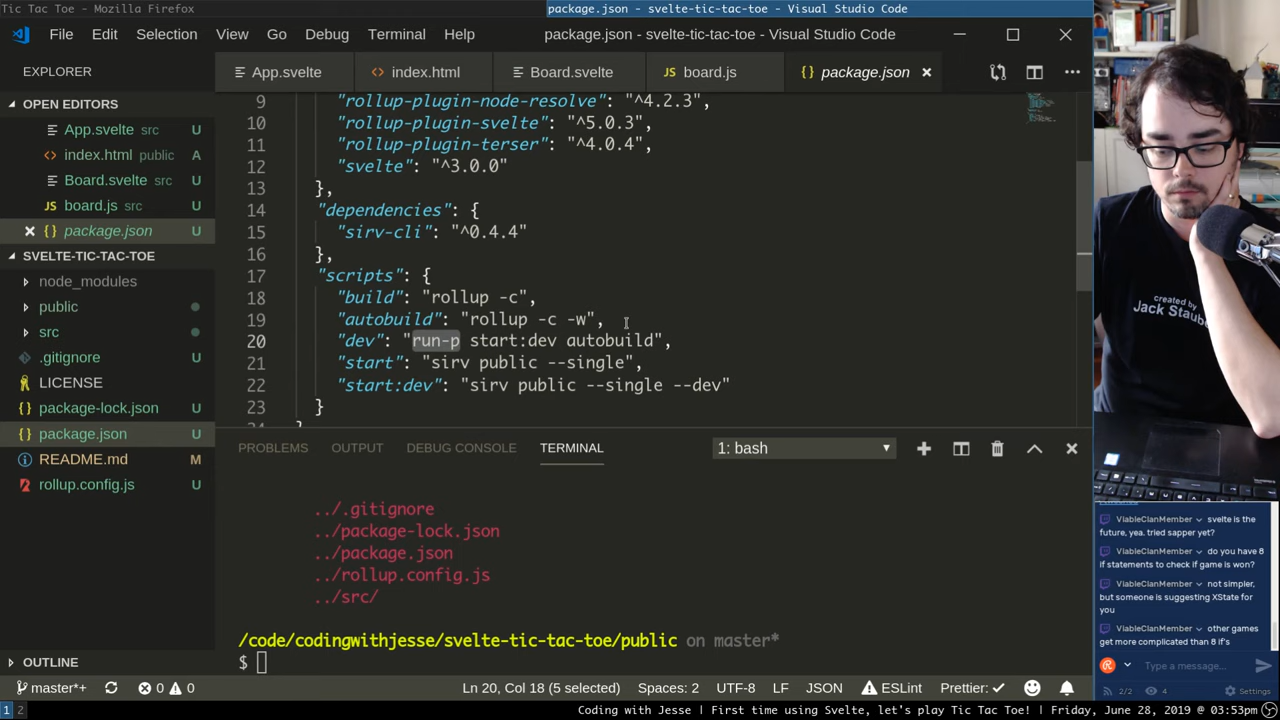 Tic Tac Toe - Mozilla Firefox
package.json - svelte-tic-tac-toe - Visual Studio Code
File Edit Selection View Go Debug Terminal Help
package.json - svelte-tic-tac-toe - Visual Studio Code
EXPLORER
OPEN EDITORS
App.svelte src U
index.html public A
Board.svelte src U
board.js src U
package.json U
SVELTE-TIC-TAC-TOE
node_modules
public
src
.gitignore U
LICENSE
package-lock.json U
package.json U
README.md M
rollup.config.js U
OUTLINE
App.svelte index.html Board.svelte JS board.js {} package.json
9 "rollup-plugin-node-resolve": "^4.2.3",
10 "rollup-plugin-svelte": "^5.0.3",
11 "rollup-plugin-terser": "^4.0.4",
12 "svelte": "^3.0.0"
13 },
14 "dependencies": {
15 "sirv-cli": "^0.4.4"
16 },
17 "scripts": {
18 "build": "rollup -c",
19 "autobuild": "rollup -c -w",
20 "dev": "run-p start:dev autobuild",
21 "start": "sirv public --single",
22 "start:dev": "sirv public --single --dev"
23 }
PROBLEMS OUTPUT DEBUG CONSOLE TERMINAL 1: bash
../.gitignore
../package-lock.json
../package.json
../rollup.config.js
../src/
/code/codingwithjesse/svelte-tic-tac-toe/public on master*
$
master*+ 0 0 Ln 20, Col 18 (5 selected) Spaces: 2 UTF-8 LF JSON ESLint Prettier: ✓
created by
Jack Staube
ViableClanMember svelte is the
future, yea. tried sapper yet?
ViableClanMember do you have 8
if statements to check if game is won?
ViableClanMember not simpler,
but someone is suggesting XState for
you
ViableClanMember other games
get more complicated than 8 if's
Type a message...
2/2 4 Settings
1 2
Coding with Jesse | First time using Svelte, let's play Tic Tac Toe! | Friday, June 28, 2019 @ 03:53pm